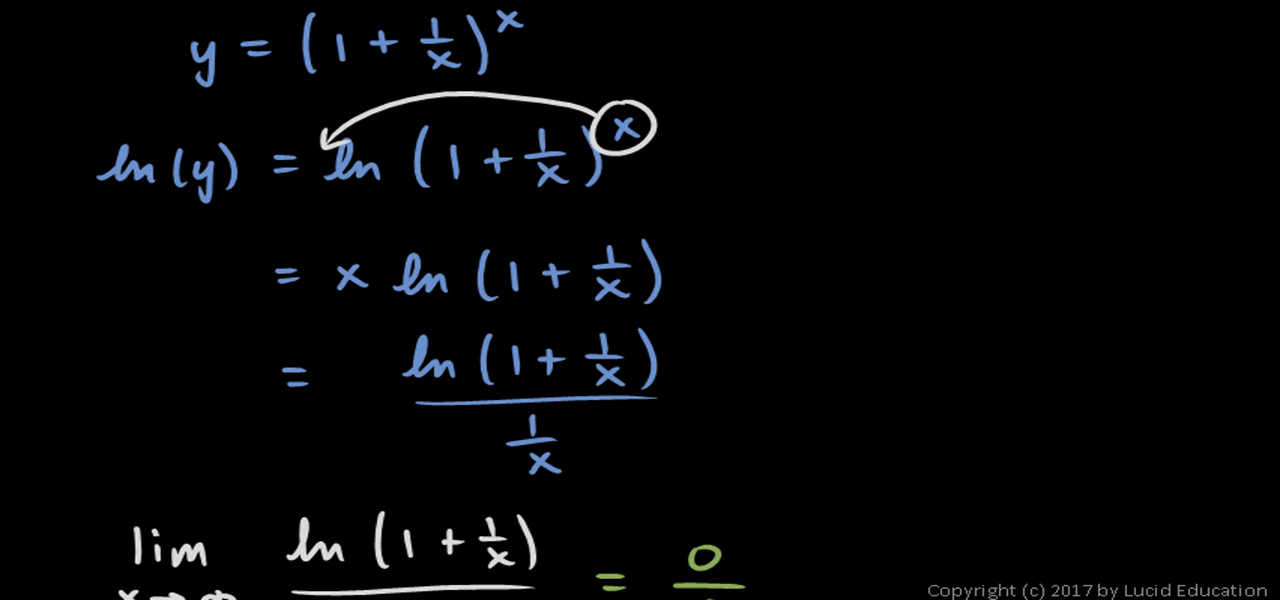 y = (1 + 1/x)^x
ln(y) = ln(1 + 1/x)^x
= x ln(1 + 1/x)
= ln(1 + 1/x) / (1/x)
lim x→∞ ln(1 + 1/x) = 0
Copyright (c) 2017 by Lucid Education